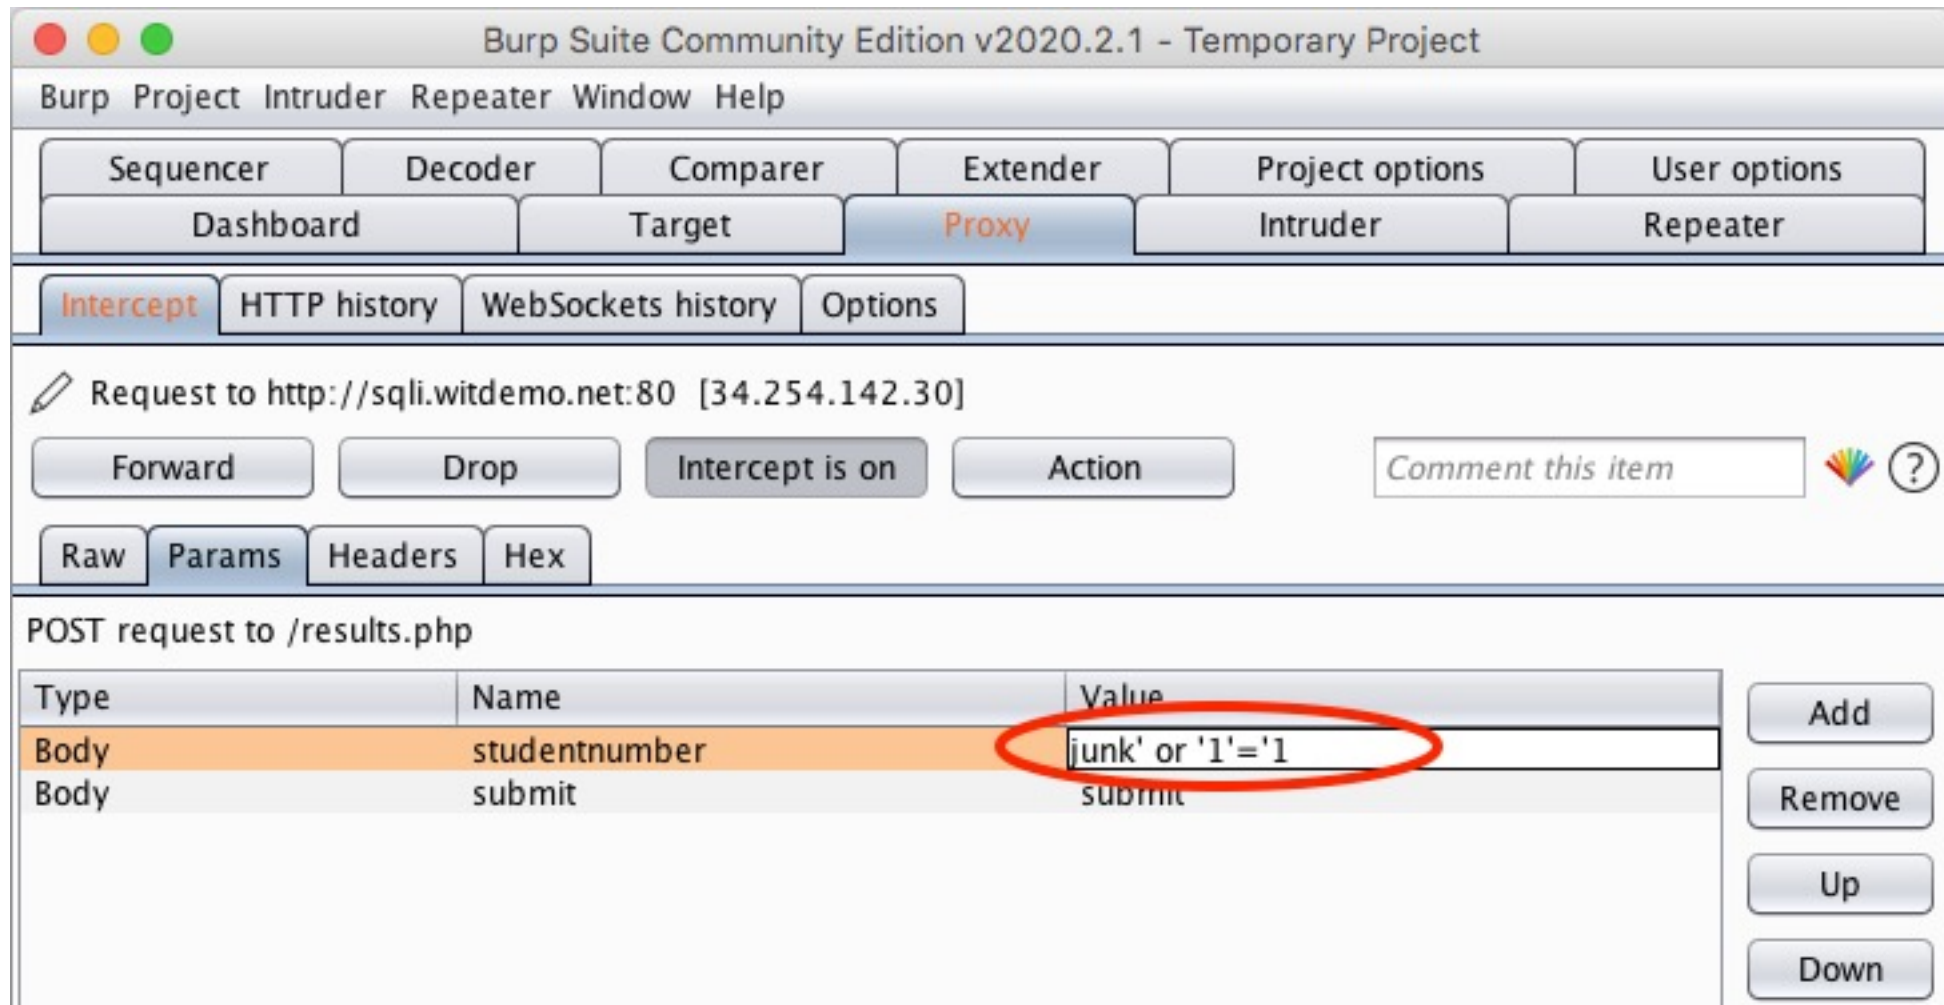 Burp Suite Community Edition v2020.2.1 - Temporary Project
Burp Project Intruder Repeater Window Help
Sequencer Decoder Comparer Extender Project options User options
Dashboard Target Proxy Intruder Repeater
Intercept HTTP history WebSockets history Options
Request to http://sqli.witdemo.net:80 [34.254.142.30]
Forward Drop Intercept is on Action Comment this item ?
Raw Params Headers Hex
POST request to /results.php
Type Name Value
Add
Body studentnumber junk' or '1'='1
Body submit submit
Remove
Up
Down